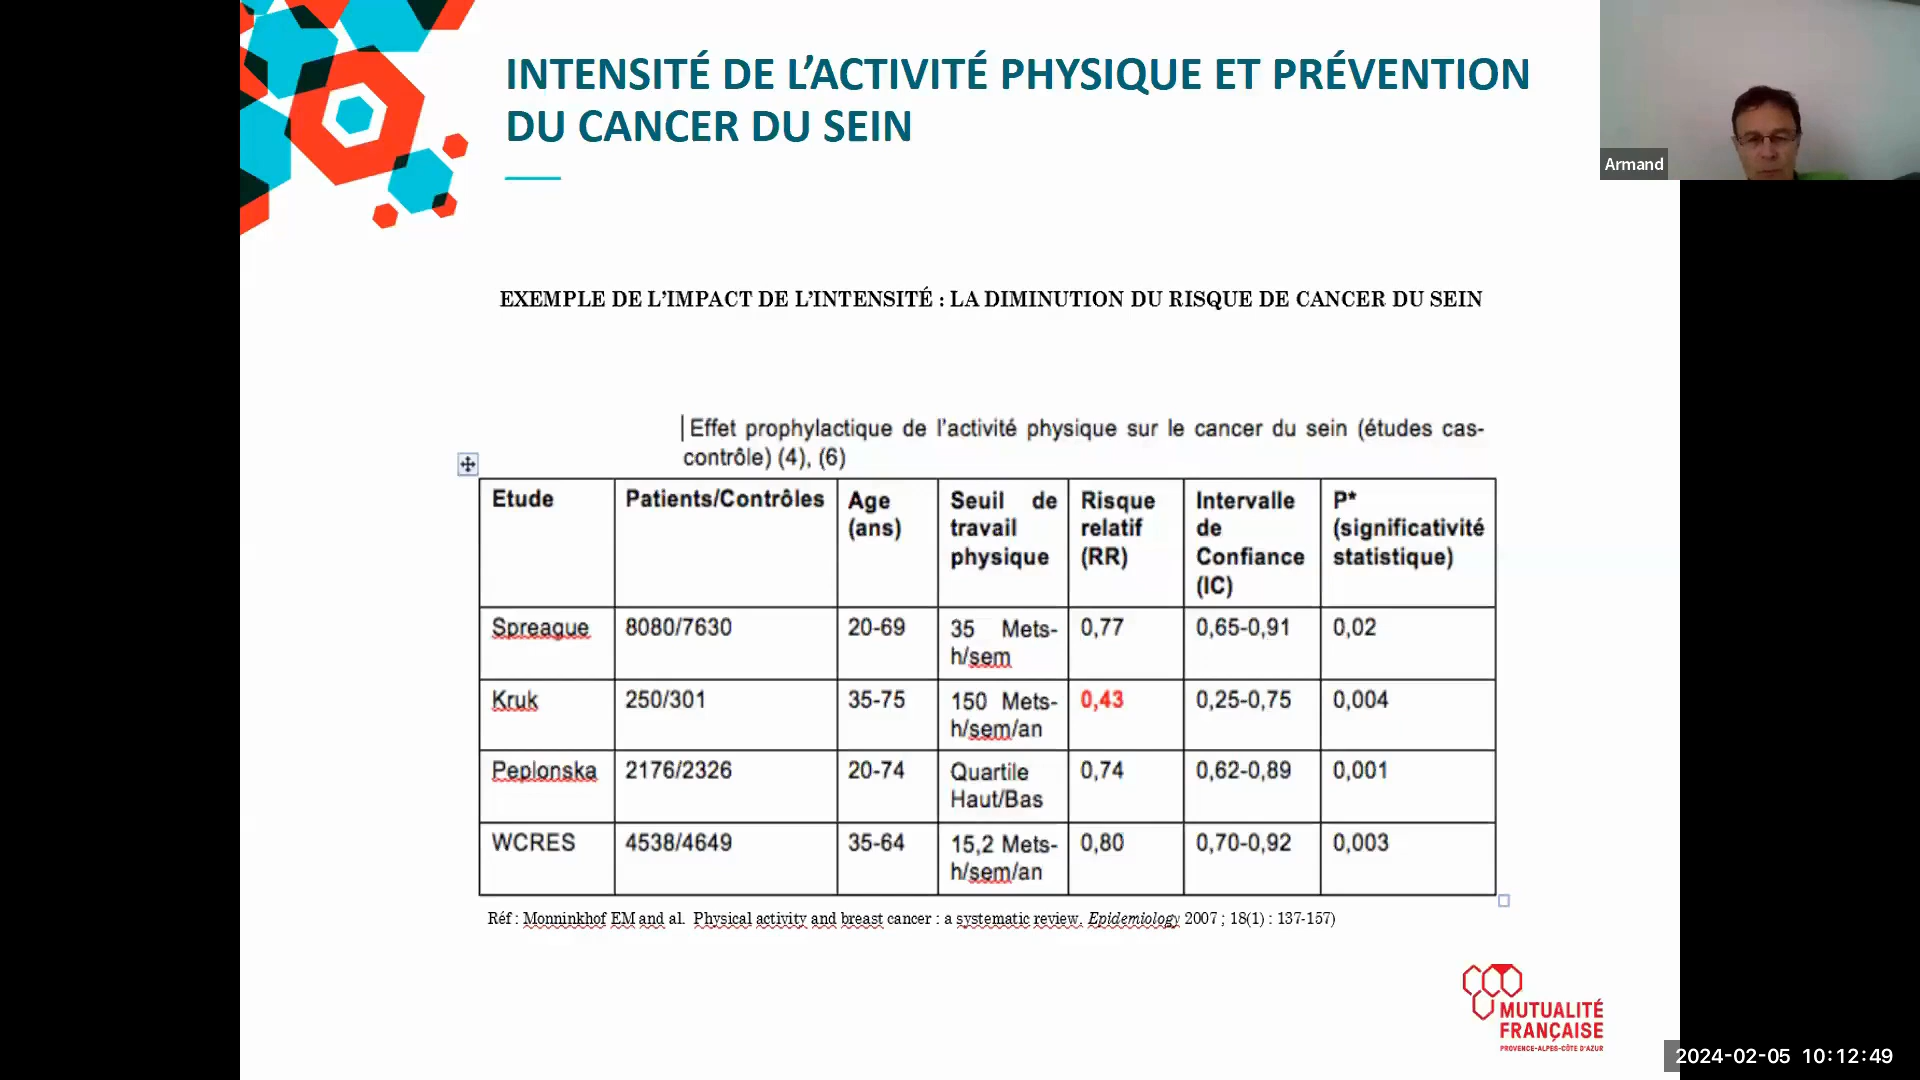 INTENSITÉ DE L’ACTIVITÉ PHYSIQUE ET PRÉVENTION
DU CANCER DU SEIN
Armand
EXEMPLE DE L’IMPACT DE L’INTENSITÉ : LA DIMINUTION DU RISQUE DE CANCER DU SEIN
Effet prophylactique de l’activité physique sur le cancer du sein (études cas-
contrôle) (4), (6)
Etude Patients/Contrôles Age (ans) Seuil de travail physique Risque relatif (RR) Intervalle de Confiance (IC) P* (significativité statistique)
Spreague 8080/7630 20-69 35 Mets-h/sem 0,77 0,65-0,91 0,02
Kruk 250/301 35-75 150 Mets-h/sem/an 0,43 0,25-0,75 0,004
Peplonska 2176/2326 20-74 Quartile Haut/Bas 0,74 0,62-0,89 0,001
WCRES 4538/4649 35-64 15,2 Mets-h/sem/an 0,80 0,70-0,92 0,003
Réf : Monninkhof EM and al. Physical activity and breast cancer : a systematic review. Epidemiology 2007 ; 18(1) : 137-157)
MUTUALITÉ
FRANÇAISE
PROVENCE-ALPES-CÔTE D’AZUR
2024-02-05 10:12:49